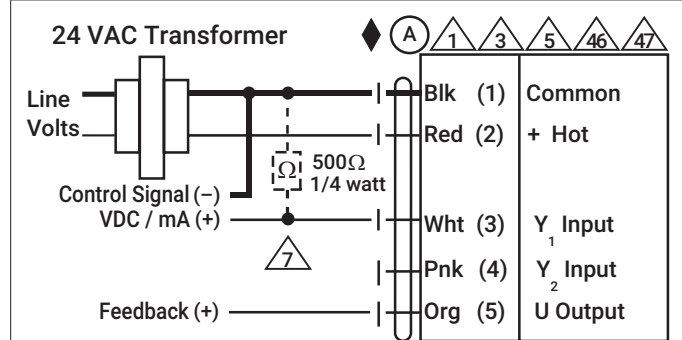 24 VAC Transformer
A 1 3 5 46 47
Line
Volts
Blk (1) Common
Red (2) + Hot
Ω 500Ω
1/4 watt
Control Signal (–)
VDC / mA (+)
Wht (3) Y1 Input
7
Pnk (4) Y2 Input
Feedback (+)
Org (5) U Output